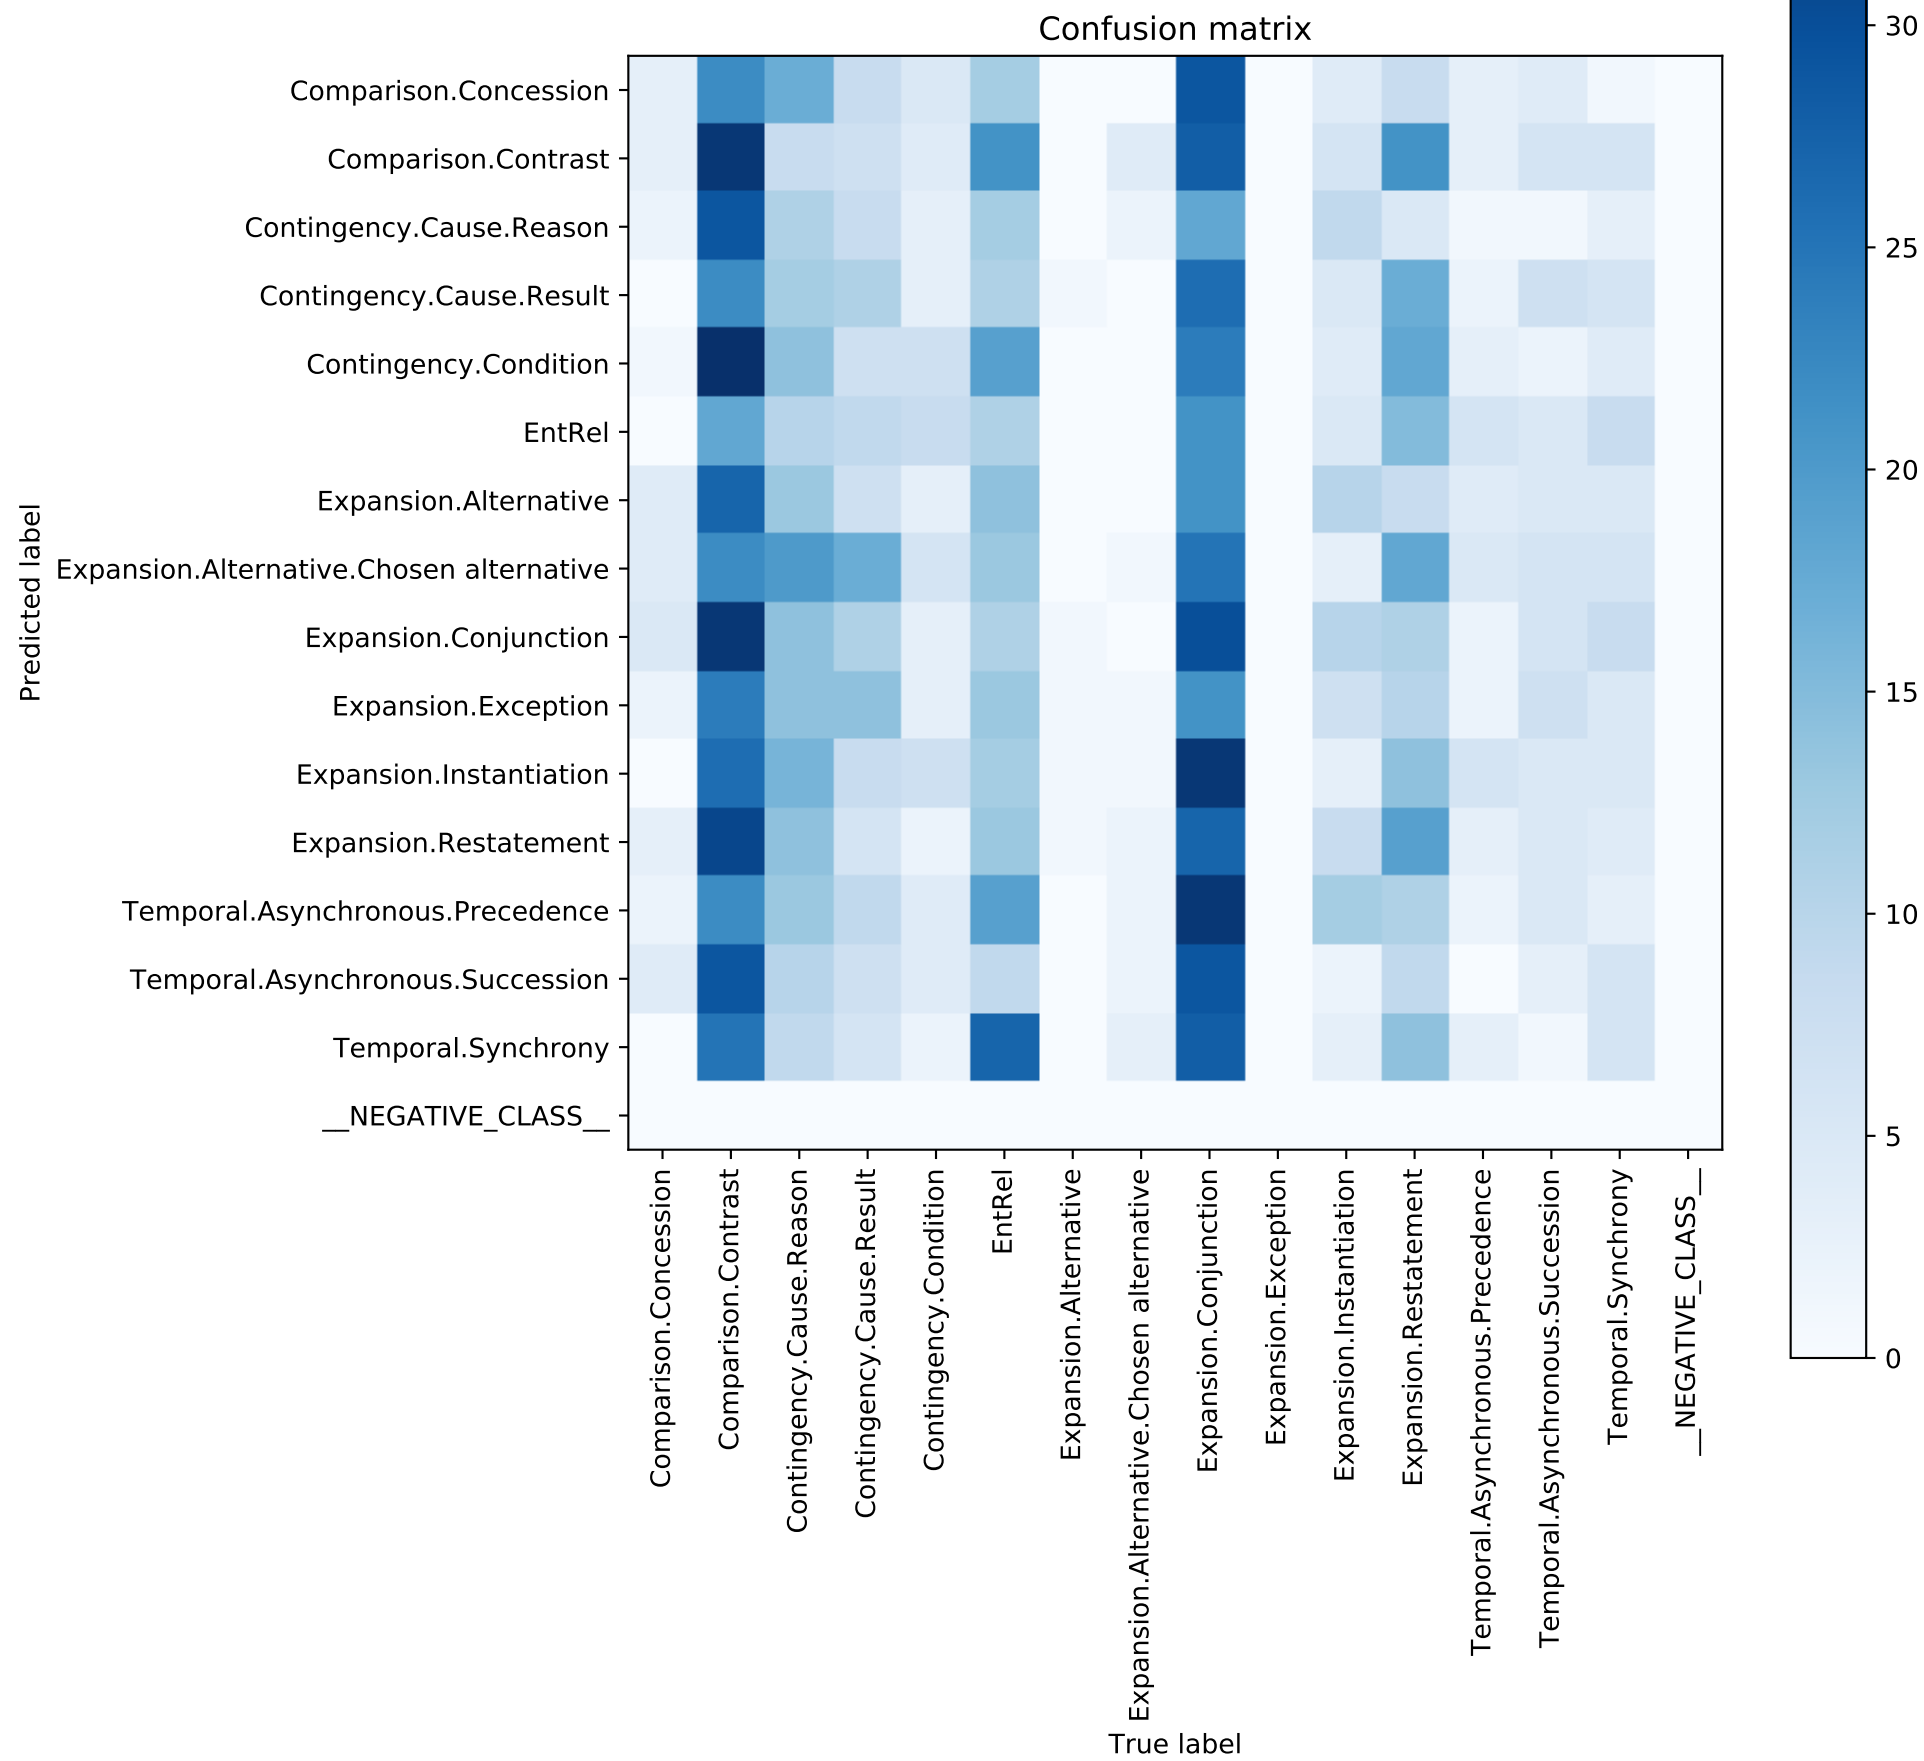 Confusion matrix
Predicted label
Comparison.Concession
Comparison.Contrast
Contingency.Cause.Reason
Contingency.Cause.Result
Contingency.Condition
EntRel
Expansion.Alternative
Expansion.Alternative.Chosen alternative
Expansion.Conjunction
Expansion.Exception
Expansion.Instantiation
Expansion.Restatement
Temporal.Asynchronous.Precedence
Temporal.Asynchronous.Succession
Temporal.Synchrony
__NEGATIVE_CLASS__
Comparison.Concession
Comparison.Contrast
Contingency.Cause.Reason
Contingency.Cause.Result
Contingency.Condition
EntRel
Expansion.Alternative
Expansion.Alternative.Chosen alternative
Expansion.Conjunction
Expansion.Exception
Expansion.Instantiation
Expansion.Restatement
Temporal.Asynchronous.Precedence
Temporal.Asynchronous.Succession
Temporal.Synchrony
__NEGATIVE_CLASS__
True label
30
25
20
15
10
5
0